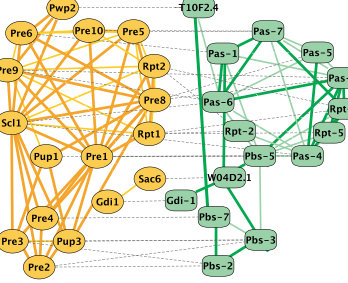 Pwp2
T10F2.4
Pre6
Pre10
Pre5
Pas-7
Pas-1
Pas-5
Pre9
Rpt2
Pas-
Pre8
Pas-6
Rpt
Scl1
Rpt1
Rpt-2
Rpt-5
Pup1
Pre1
Pbs-5
Pas-4
Sac6
W04D2.1
Gdi1
Gdi-1
Pre4
Pbs-7
Pre3
Pup3
Pbs-3
Pre2
Pbs-2